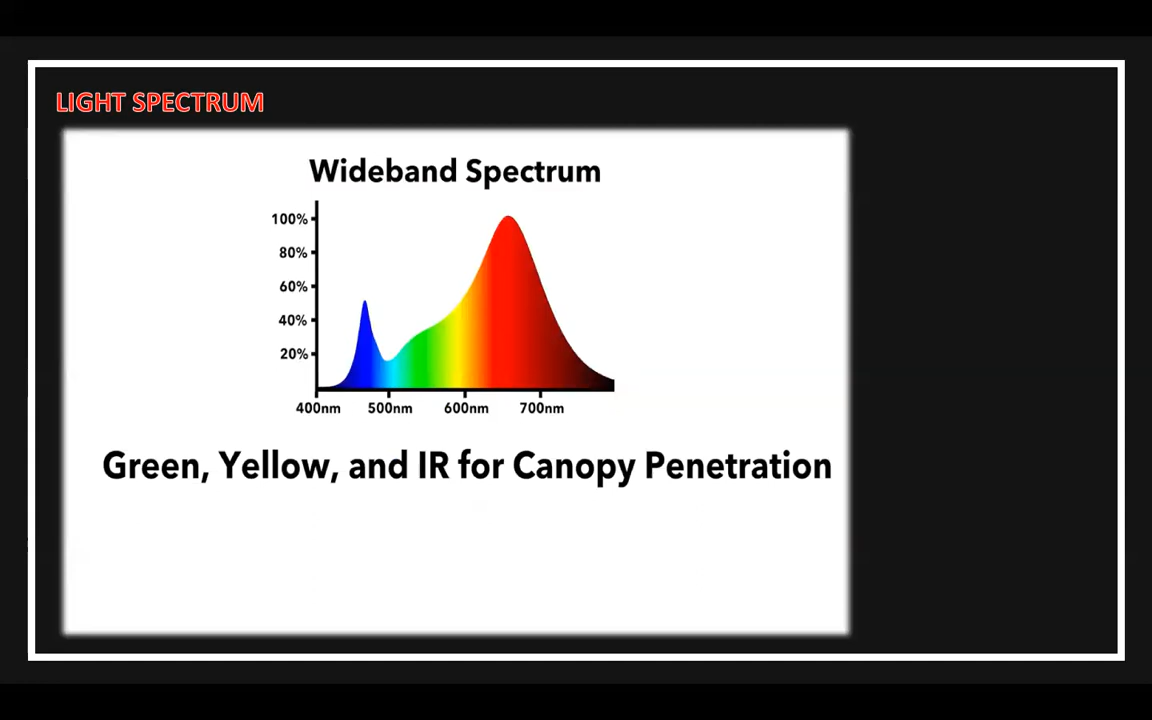 LIGHT SPECTRUM
Wideband Spectrum
100%
80%
60%
40%
20%
400nm 500nm 600nm 700nm
Green, Yellow, and IR for Canopy Penetration